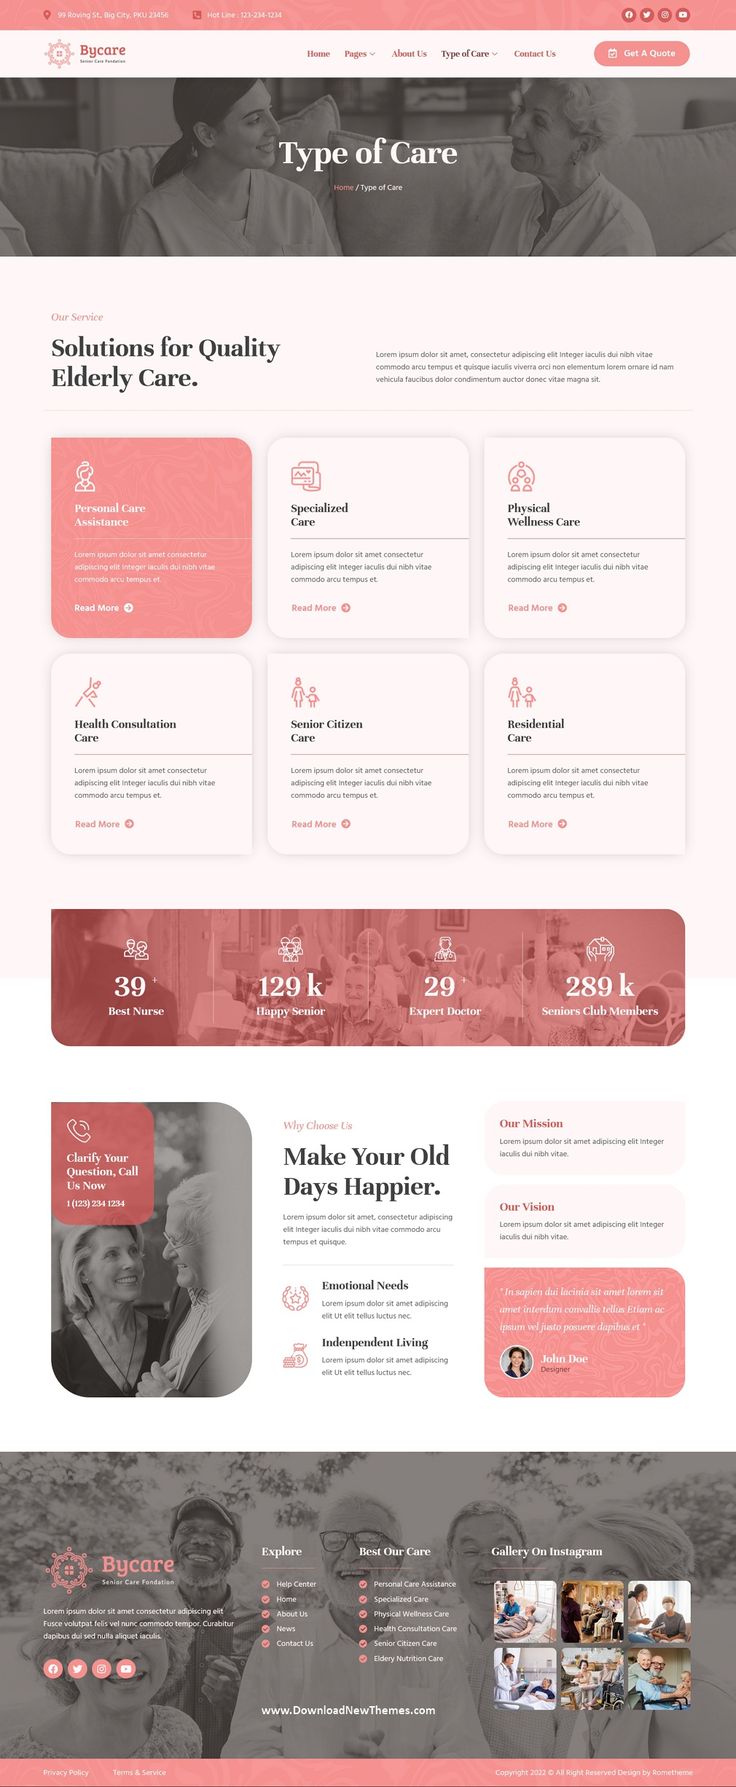 99 Roving St., Big City, PKU 23456
Hot Line : 123-234-1234
Bycare
Senior Care Fondation
Home
Pages
About Us
Type of Care
Contact Us
Get A Quote
Type of Care
Home / Type of Care
Our Service
Solutions for Quality
Elderly Care.
Lorem ipsum dolor sit amet, consectetur adipiscing elit Integer iaculis dui nibh vitae
commodo arcu tempus et quisque iaculis viverra orci non elementum lorem ornare id nam
vehicula faucibus dolor condimentum auctor donec vitae magna sit.
Personal Care
Assistance
Lorem ipsum dolor sit amet consectetur
adipiscing elit Integer iaculis dui nibh vitae
commodo arcu tempus et.
Read More
Specialized
Care
Lorem ipsum dolor sit amet consectetur
adipiscing elit Integer iaculis dui nibh vitae
commodo arcu tempus et.
Read More
Physical
Wellness Care
Lorem ipsum dolor sit amet consectetur
adipiscing elit Integer iaculis dui nibh vitae
commodo arcu tempus et.
Read More
Health Consultation
Care
Lorem ipsum dolor sit amet consectetur
adipiscing elit Integer iaculis dui nibh vitae
commodo arcu tempus et.
Read More
Senior Citizen
Care
Lorem ipsum dolor sit amet consectetur
adipiscing elit Integer iaculis dui nibh vitae
commodo arcu tempus et.
Read More
Residential
Care
Lorem ipsum dolor sit amet consectetur
adipiscing elit Integer iaculis dui nibh vitae
commodo arcu tempus et.
Read More
39 +
Best Nurse
129 k
Happy Senior
29 +
Expert Doctor
289 k
Seniors Club Members
Clarify Your
Question, Call
Us Now
1 (123) 234 1234
Why Choose Us
Make Your Old
Days Happier.
Lorem ipsum dolor sit amet, consectetur adipiscing
elit Integer iaculis dui nibh vitae commodo arcu
tempus et quisque.
Emotional Needs
Lorem ipsum dolor sit amet adipiscing
elit Ut elit tellus luctus nec.
Indenpendent Living
Lorem ipsum dolor sit amet adipiscing
elit Ut elit tellus luctus nec.
Our Mission
Lorem ipsum dolor sit amet adipiscing elit Integer
iaculis dui nibh vitae.
Our Vision
Lorem ipsum dolor sit amet adipiscing elit Integer
iaculis dui nibh vitae.
" In sapien dui lacinia sit amet lorem sit
amet interdum convallis tellus Etiam ac
ipsum vel justo posuere dapibus et "
John Doe
Designer
Bycare
Senior Care Fondation
Lorem ipsum dolor sit amet consectetur adipiscing elit
Fusce volutpat felis vel nunc commodo tempor. Curabitur
dapibus dui sed nulla aliquet iaculis.
Explore
Help Center
Home
About Us
News
Contact Us
Best Our Care
Personal Care Assistance
Specialized Care
Physical Wellness Care
Health Consultation Care
Senior Citizen Care
Eldery Nutrition Care
Gallery On Instagram
www.DownloadNewThemes.com
Privacy Policy
Terms & Service
Copyright 2022 © All Right Reserved Design by Rometheme